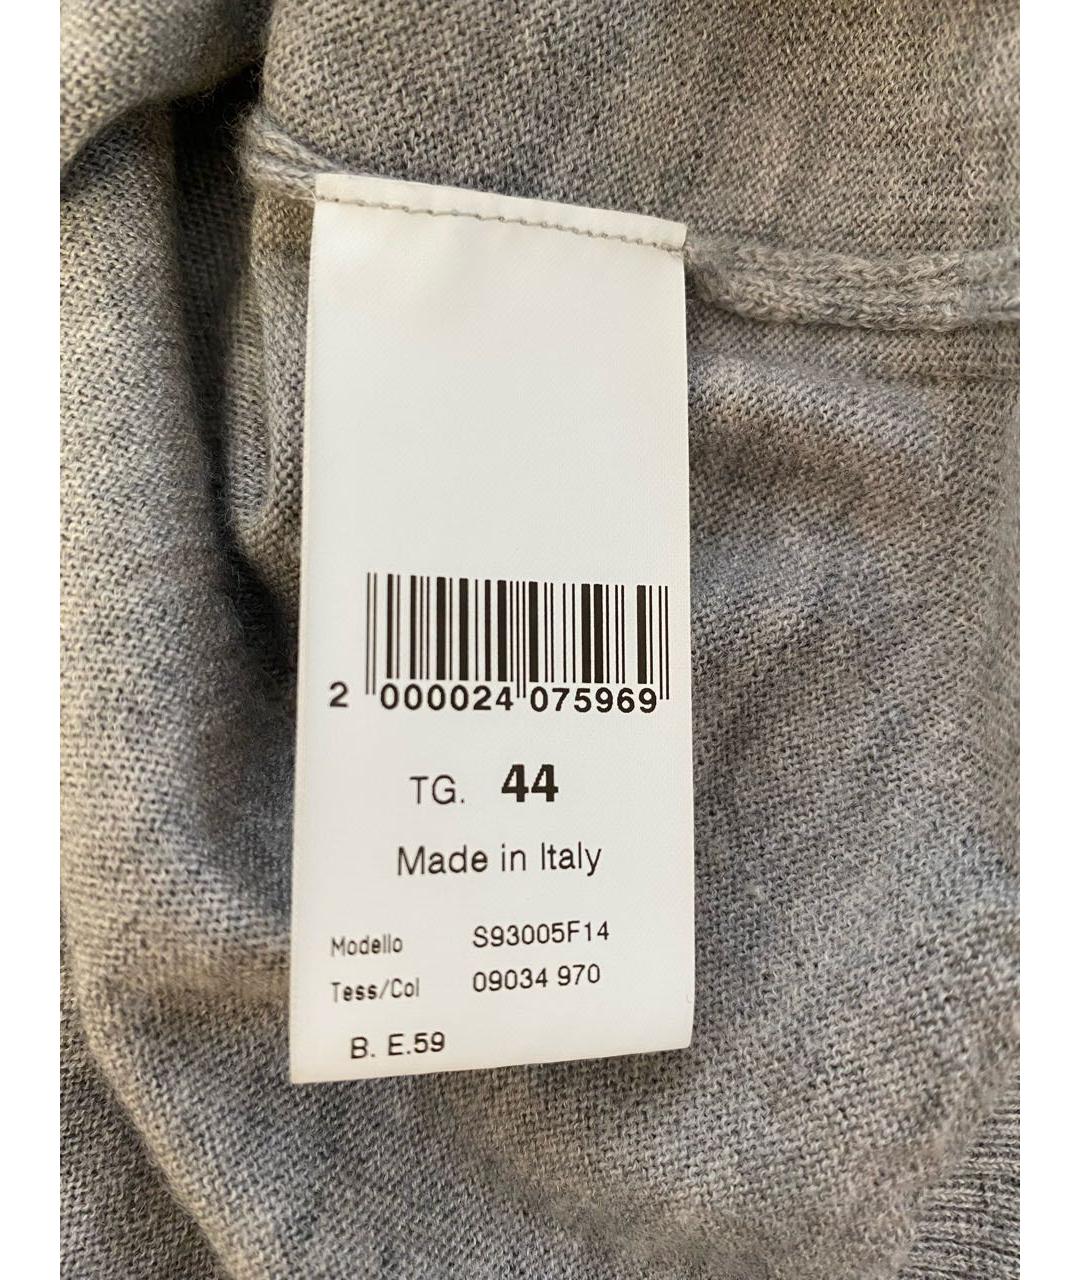 2 000024 075969
TG. 44
Made in Italy
Modello S93005F14
Tess/Col 09034 970
B. E.59